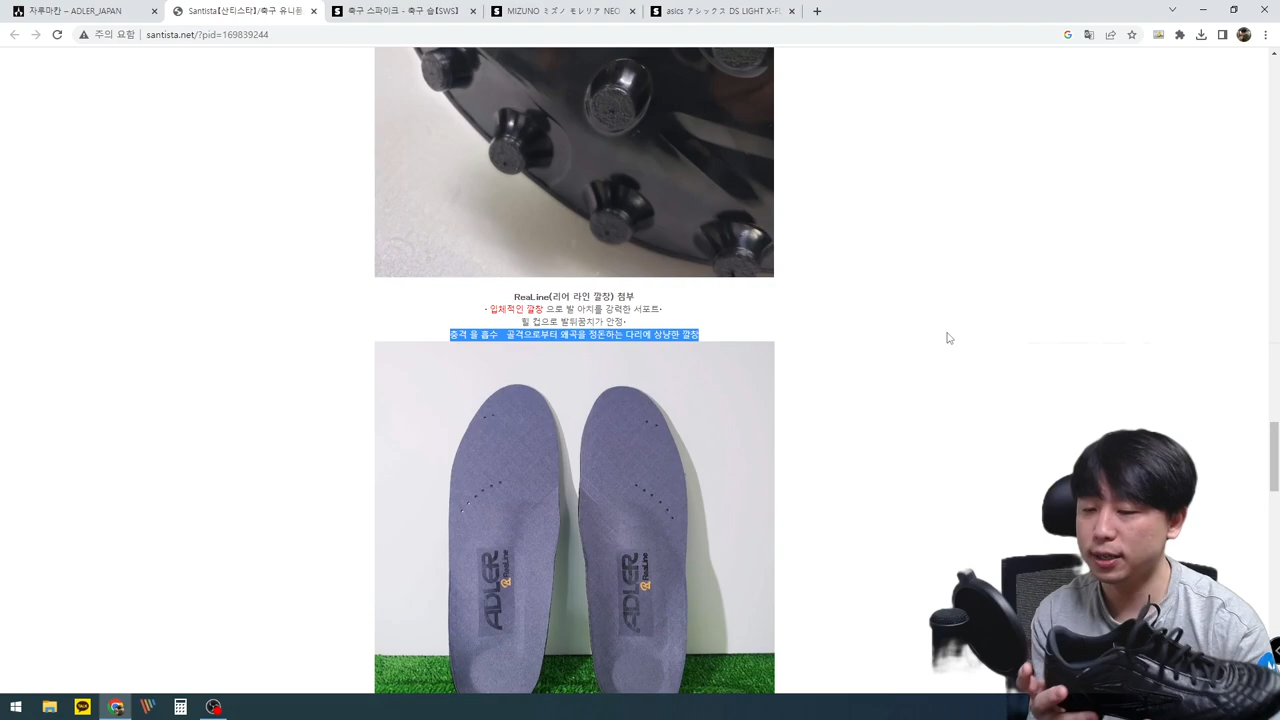 자루마칸 – ADLER_JAPAN
Santista【산티스타】/축구 유니폼
축구 스파이크 - 축구 숍【SWS】
MIZUNO ミズノ モレリア NEO
asics アシックス DS LIGHT X-FL
주의 요함
santista.net/?pid=169839244
ReaLine(리어 라인 깔창) 첨부
· 입체적인 깔창 으로 발 아치를 강력한 서포트·
힐 컵으로 발뒤꿈치가 안정·
충격 을 흡수 골격으로부터 왜곡을 정돈하는 다리에 상냥한 깔창
ADLER
ReaLine
ADLER
ReaLine
TALK